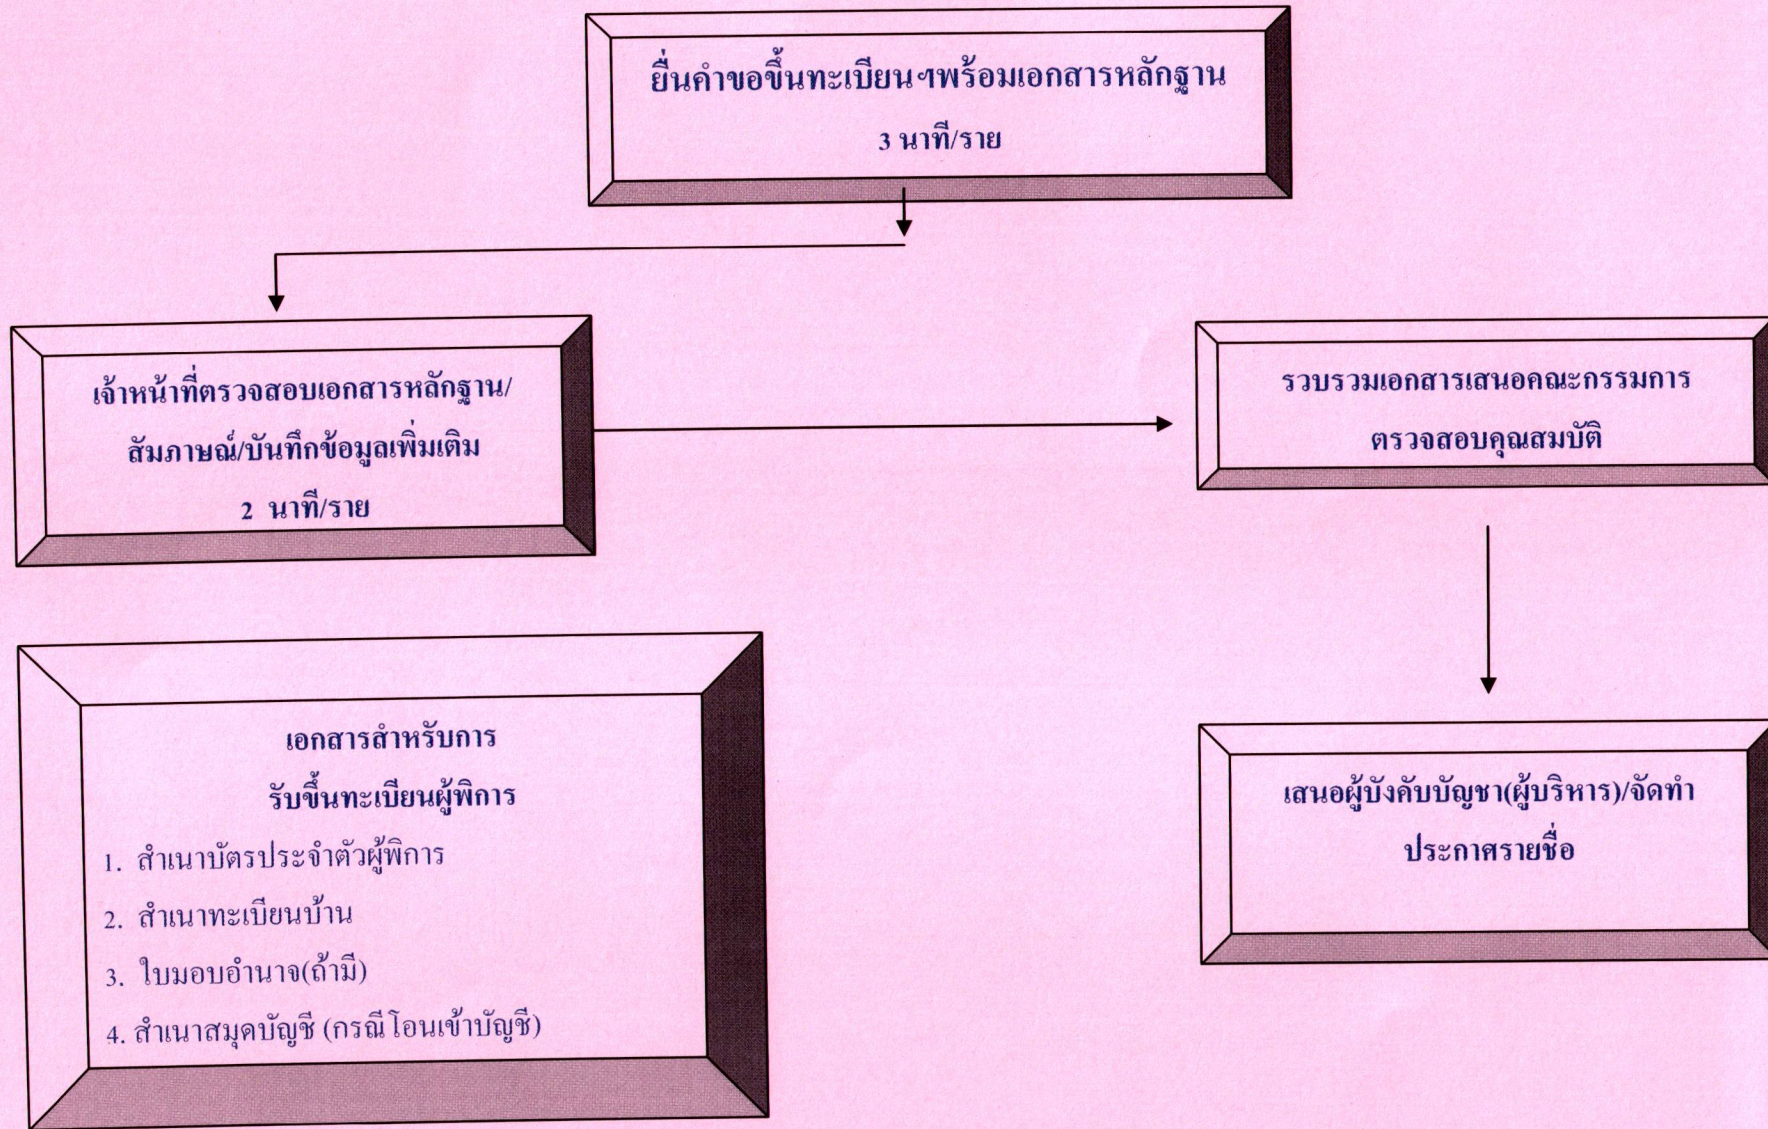 ยื่นคำขอขึ้นทะเบียนฯพร้อมเอกสารหลักฐาน
3 นาที/ราย
เจ้าหน้าที่ตรวจสอบเอกสารหลักฐาน/
สัมภาษณ์/บันทึกข้อมูลเพิ่มเติม
2 นาที/ราย
รวบรวมเอกสารเสนอคณะกรรมการ
ตรวจสอบคุณสมบัติ
เสนอผู้บังคับบัญชา(ผู้บริหาร)/จัดทำ
ประกาศรายชื่อ
เอกสารสำหรับการ
รับขึ้นทะเบียนผู้พิการ
1. สำเนาบัตรประจำตัวผู้พิการ
2. สำเนาทะเบียนบ้าน
3. ใบมอบอำนาจ(ถ้ามี)
4. สำเนาสมุดบัญชี (กรณีโอนเข้าบัญชี)